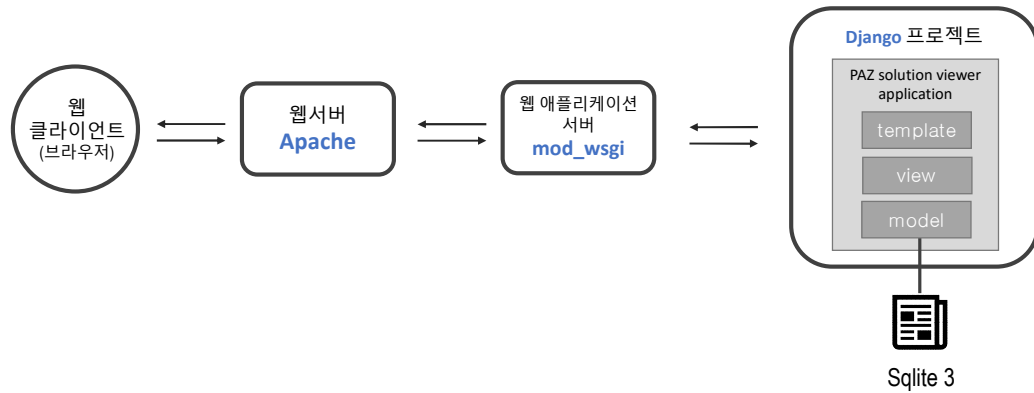 웹
클라이언트
(브라우저)
웹서버
Apache
웹 애플리케이션
서버
mod_wsgi
Django 프로젝트
PAZ solution viewer
application
template
view
model
Sqlite 3